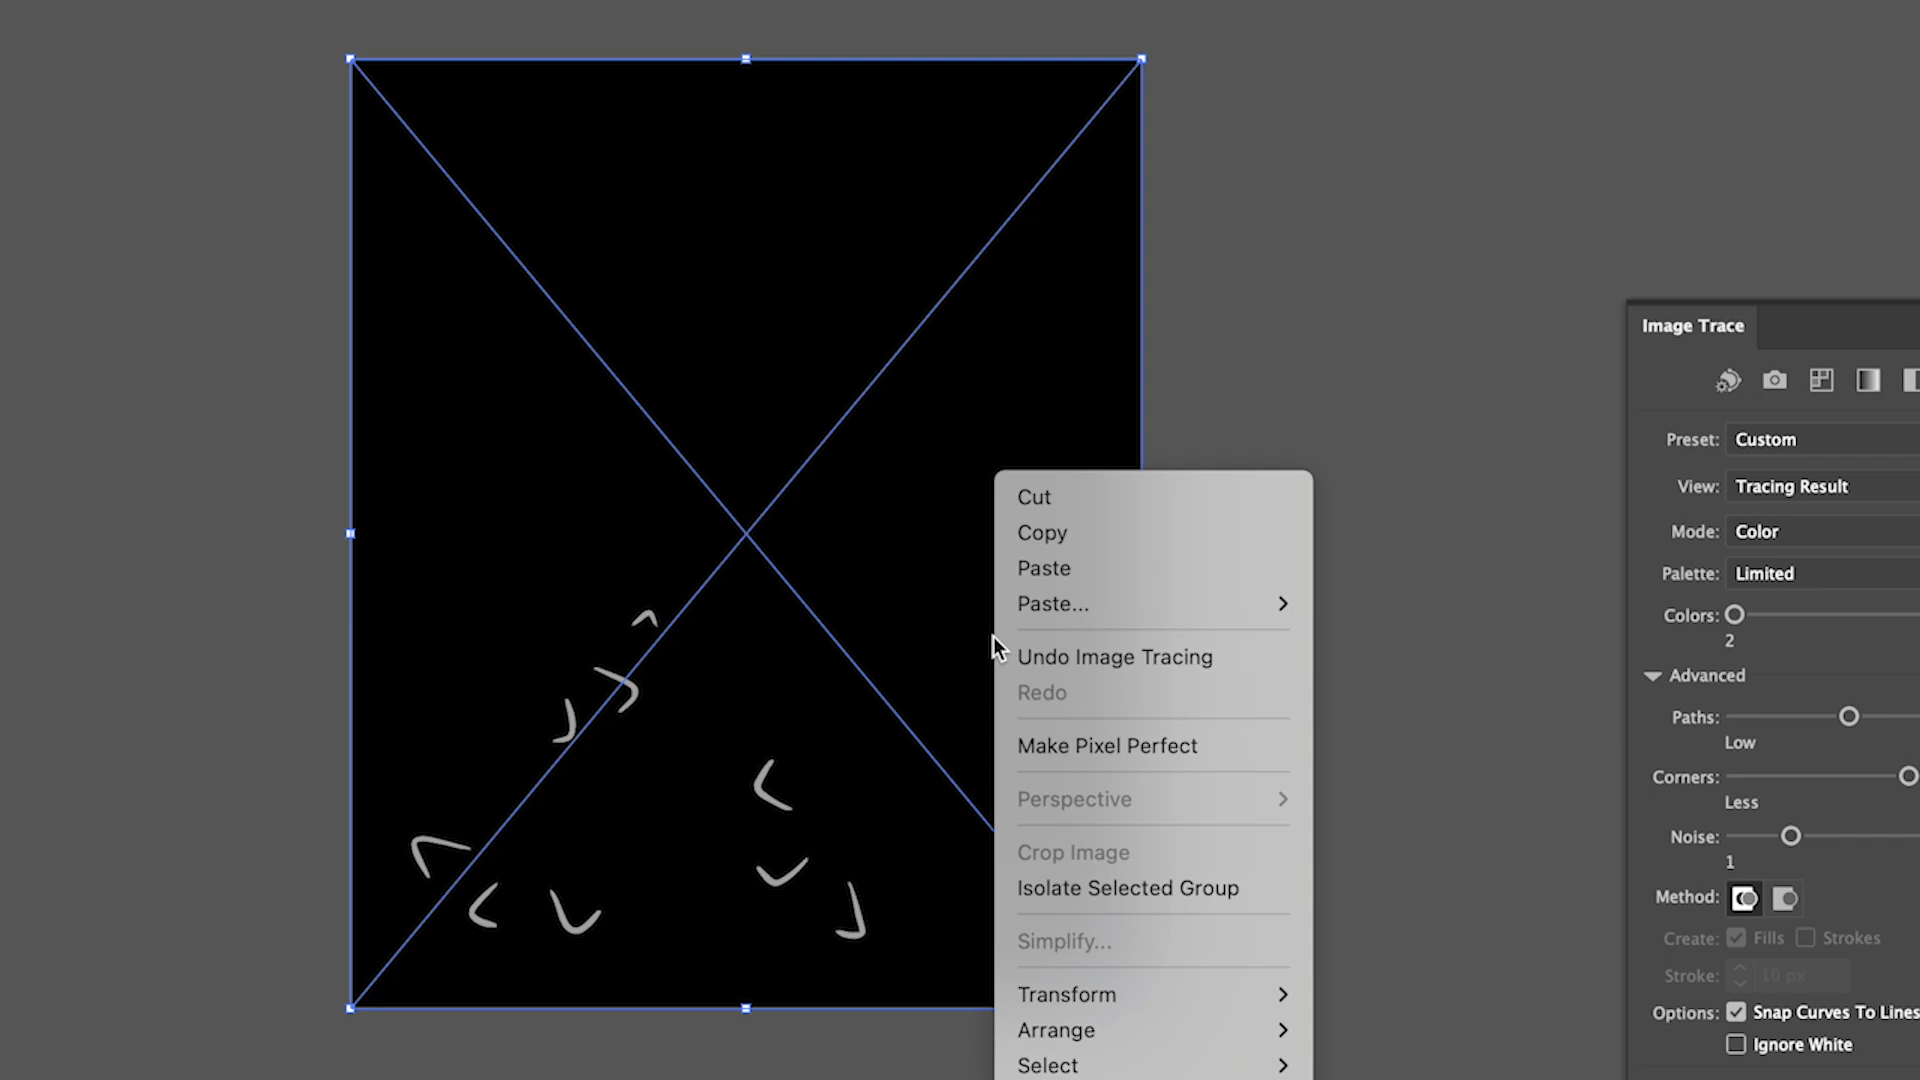 Cut
Copy
Paste
Paste...
Undo Image Tracing
Redo
Make Pixel Perfect
Perspective
Crop Image
Isolate Selected Group
Simplify...
Transform
Arrange
Select
Image Trace
Preset: Custom
View: Tracing Result
Mode: Color
Palette: Limited
Colors:
2
Advanced
Paths:
Low
Corners:
Less
Noise:
1
Method:
Create: Fills Strokes
Stroke: 10 px
Options: Snap Curves To Lines
Ignore White